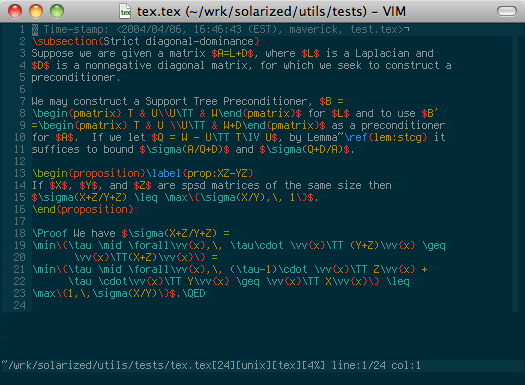 tex.tex (~/wrk/solarized/utils/tests) - VIM
1 % Time-stamp: <2004/04/06, 16:46:43 (EST), maverick, test.tex>¬
2 \subsection{Strict diagonal-dominance}
3 Suppose we are given a matrix $A=L+D$, where $L$ is a Laplacian and
4 $D$ is a nonnegative diagonal matrix, for which we seek to construct a
5 preconditioner.
6
7 We may construct a Support Tree Preconditioner, $B =
8 \begin{pmatrix} T & U\\U\TT & W\end{pmatrix}$ for $L$ and to use $B'
9 =\begin{pmatrix} T & U \\U\TT & W+D\end{pmatrix}$ as a preconditioner
10 for $A$.  If we let $Q = W - U\TT T\IV U$, by Lemma~\ref{lem:stcg} it
11 suffices to bound $\sigma(A/Q+D)$ and $\sigma(Q+D/A)$.
12
13 \begin{proposition}\label{prop:XZ-YZ}
14 If $X$, $Y$, and $Z$ are spsd matrices of the same size then
15 $\sigma(X+Z/Y+Z) \leq \max\{\sigma(X/Y),\, 1\}$.
16 \end{proposition}
17
18 \Proof We have $\sigma(X+Z/Y+Z) =
19 \min\{\tau \mid \forall\vv{x},\, \tau\cdot \vv{x}\TT (Y+Z)\vv{x} \geq
20 \vv{x}\TT(X+Z)\vv{x}\} =
21 \min\{\tau \mid \forall\vv{x},\, (\tau-1)\cdot \vv{x}\TT Z\vv{x} +
22 \tau \cdot\vv{x}\TT Y\vv{x} \geq \vv{x}\TT X\vv{x}\} \leq
23 \max\{1,\,\sigma(X/Y)\}$.\QED
24
~/wrk/solarized/utils/tests/tex.tex[24][unix][tex][4%] line:1/24 col:1